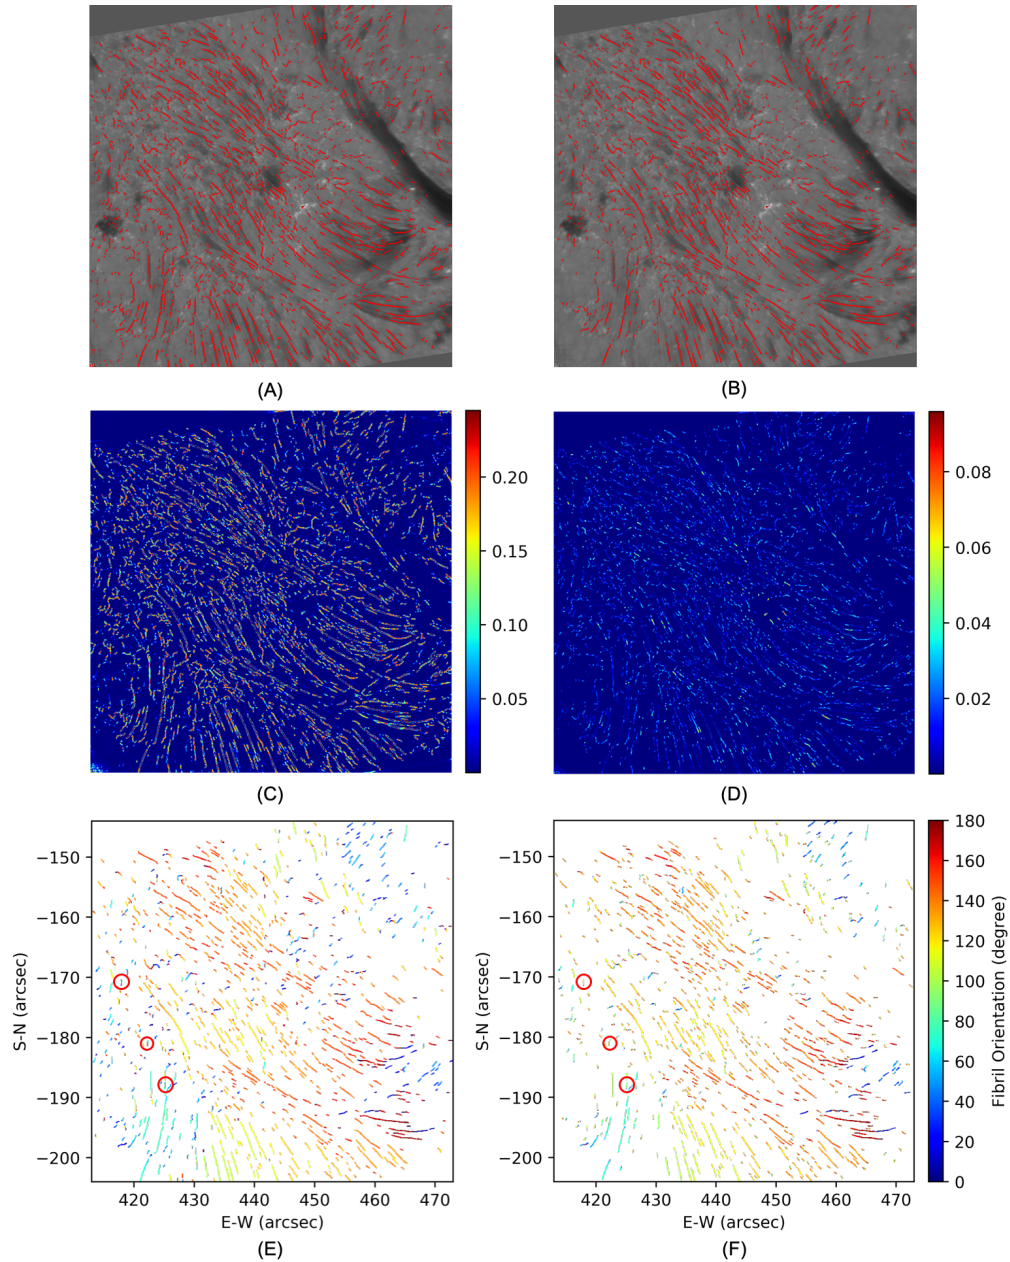 (A)
(B)
0.20
0.15
0.10
0.05
0.08
0.06
0.04
0.02
(C)
(D)
−150
−160
−170
−180
−190
−200
S-N (arcsec)
420 430 440 450 460 470
E-W (arcsec)
(E)
−150
−160
−170
−180
−190
−200
S-N (arcsec)
420 430 440 450 460 470
E-W (arcsec)
(F)
180
160
140
120
100
80
60
40
20
0
Fibril Orientation (degree)